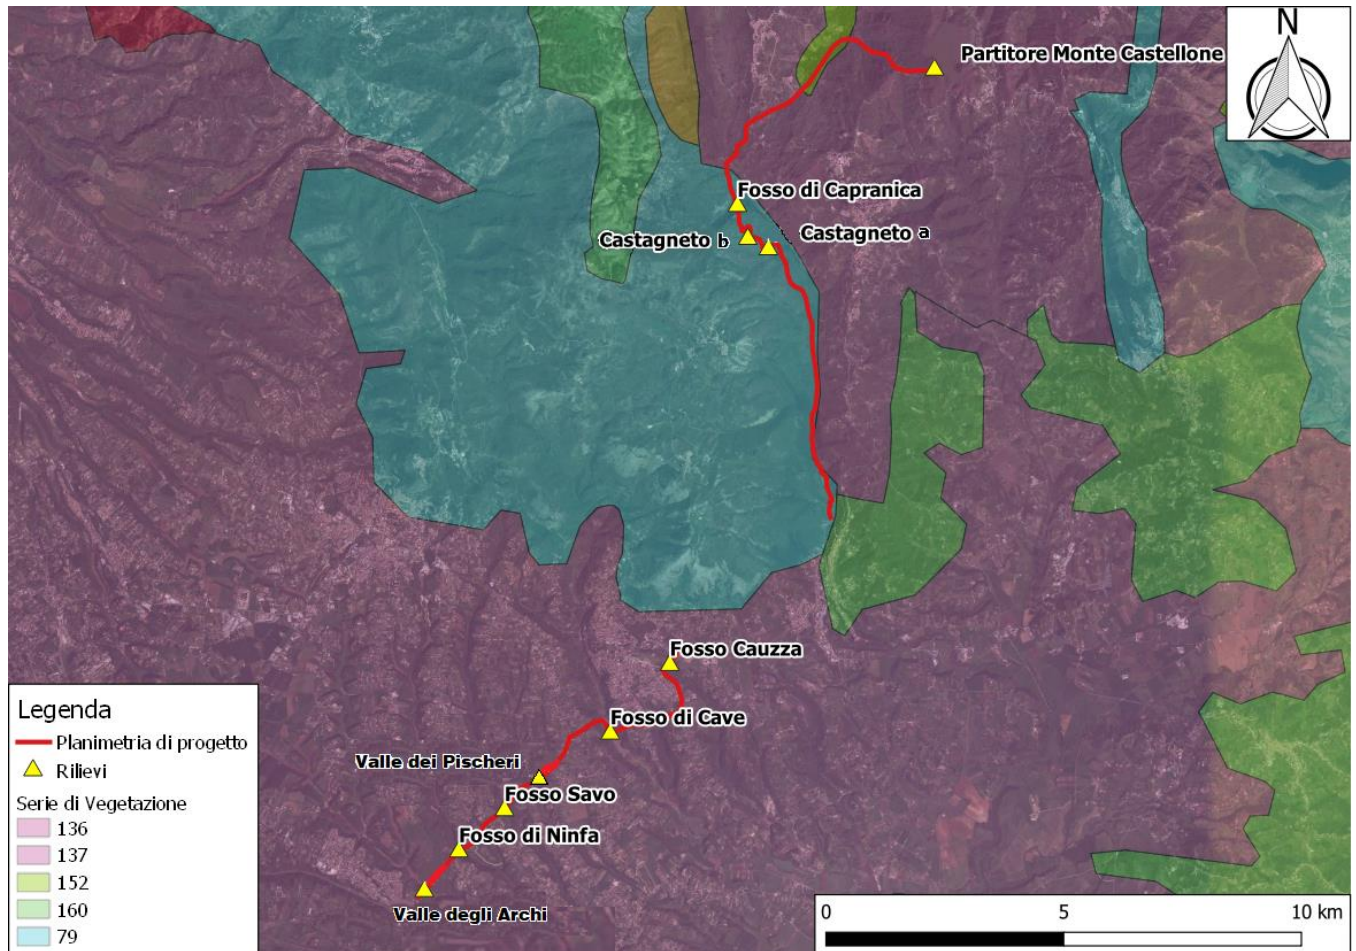 N
Partitore Monte Castellone
Fosso di Capranica
Castagneto b
Castagneto a
Fosso Cauzza
Fosso di Cave
Valle dei Pischeri
Fosso Savo
Fosso di Ninfa
Valle degli Archi
Legenda
Planimetria di progetto
Rilievi
Serie di Vegetazione
136
137
152
160
79
0 5 10 km